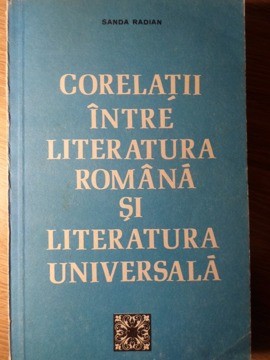 SANDA RADIAN
CORELAȚII
ÎNTRE
LITERATURA
ROMÂNĂ
ȘI
LITERATURA
UNIVERSALĂ